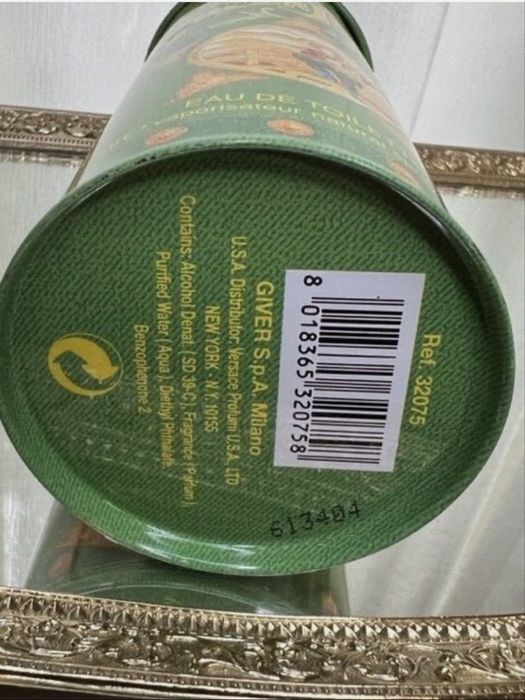 EAU DE TOILETTE
vaporisateur naturel
Ref. 32075
8 018365 320758
GIVER S.p.A. Milano
U.S.A. Distributor. Versace Profumi U.S.A., LTD
NEW YORK - N.Y. 10155
Contains: Alcohol Denat. ( SD 39-C ), Fragrance (Parfum)
Purified Water ( Aqua ), Diethyl Phthalate,
Benzophenone 2
613404